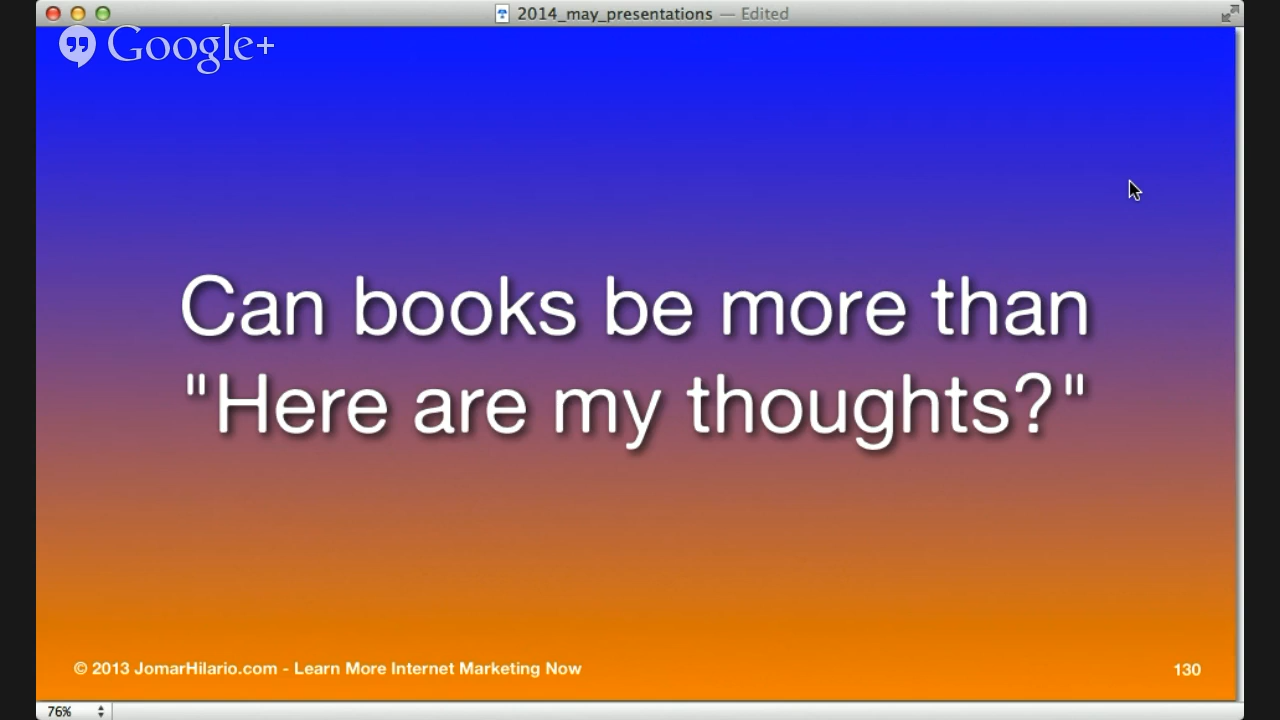 2014_may_presentations — Edited
Google+
Can books be more than
"Here are my thoughts?"
© 2013 JomarHilario.com - Learn More Internet Marketing Now
130
76%